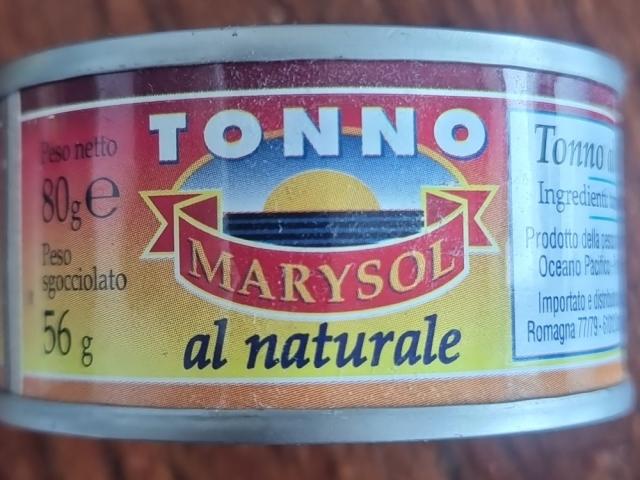 TONNO
MARYSOL
al naturale
Peso netto
80g e
Peso
sgocciolato
56 g
Tonno
Ingredienti:
Prodotto della
Oceano Pacifico
Importato e
Romagna 77/79